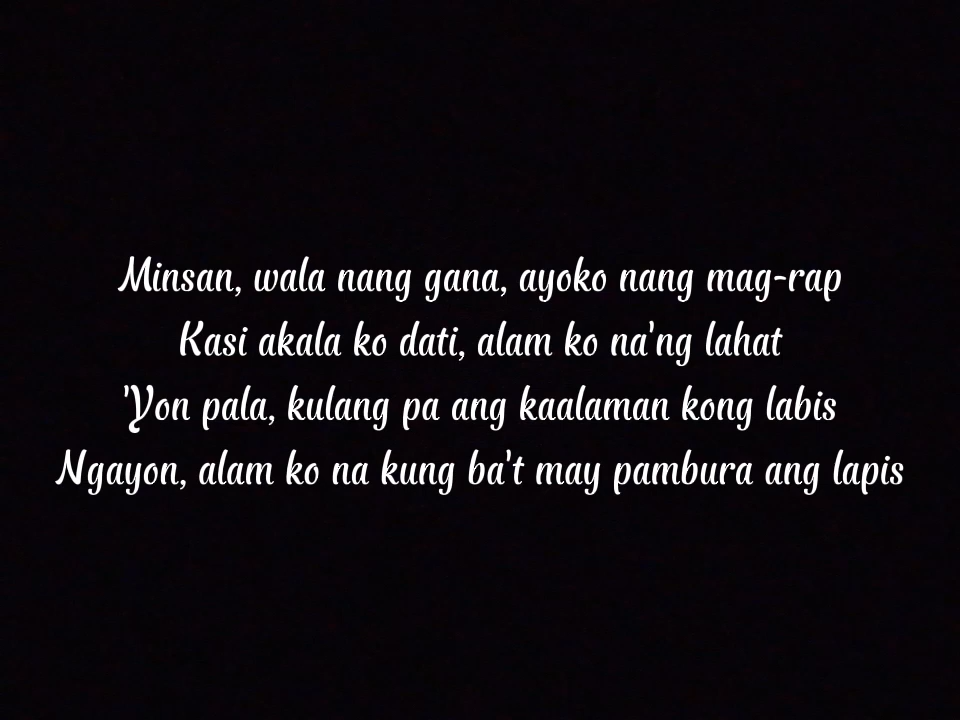 Minsan, wala nang gana, ayoko nang mag-rap
Kasi akala ko dati, alam ko na'ng lahat
'Yon pala, kulang pa ang kaalaman kong labis
Ngayon, alam ko na kung ba't may pambura ang lapis